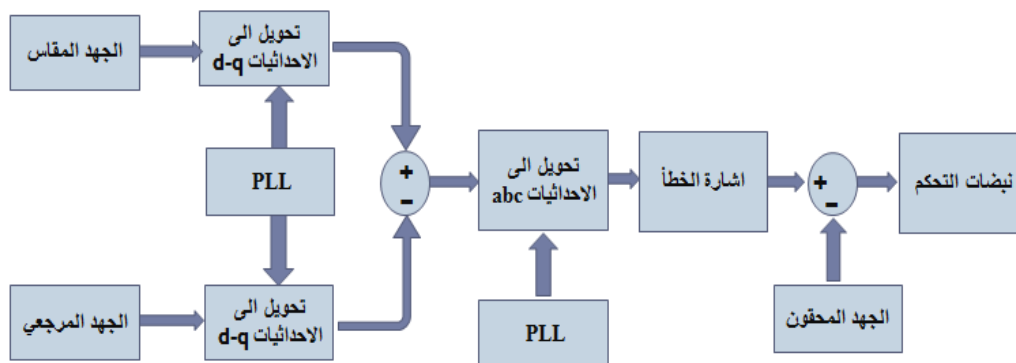 الجهد المقاس
تحويل الى
الاحداثيات d-q
PLL
الجهد المرجعي
تحويل الى
الاحداثيات d-q
+
-
تحويل الى
الاحداثيات abc
PLL
اشارة الخطأ
+
-
الجهد المحقون
نبضات التحكم